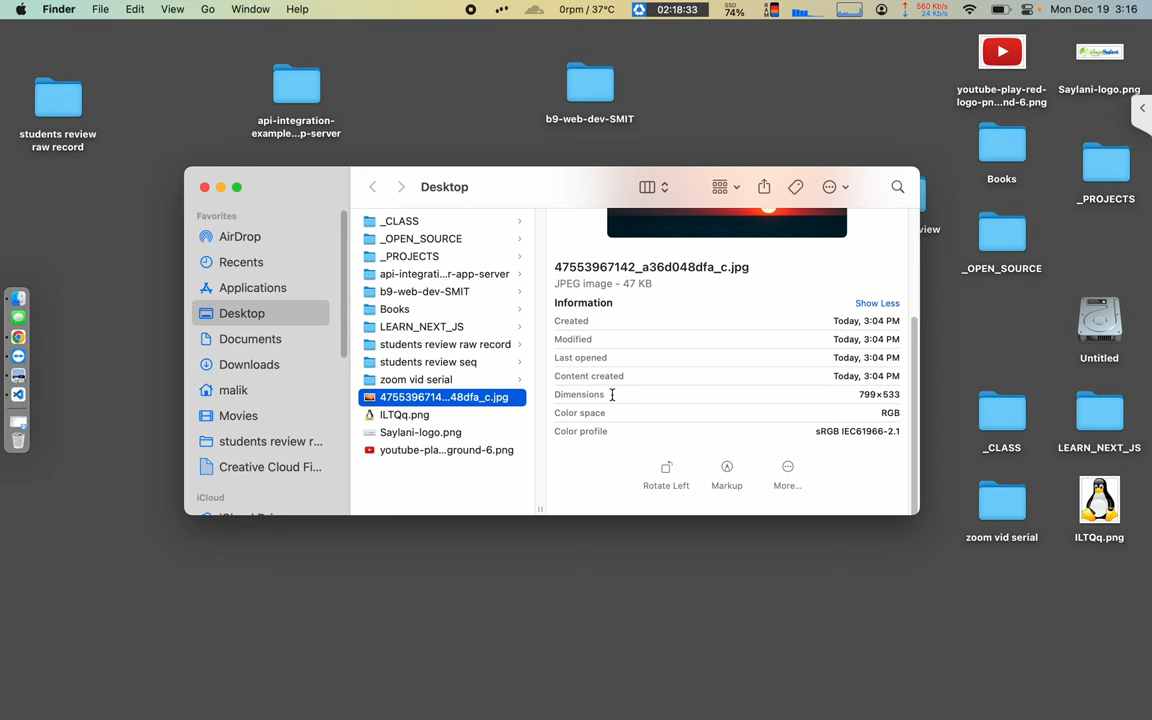 Finder File Edit View Go Window Help
0rpm / 37°C
02:18:33
SSD
74%
RAM
560 Kb/s
24 Kb/s
Mon Dec 19 3:16
students review
raw record
api-integration-
example...p-server
b9-web-dev-SMIT
youtube-play-red-
logo-pn...nd-6.png
Saylani-logo.png
Books
_PROJECTS
view
_OPEN_SOURCE
Untitled
_CLASS
LEARN_NEXT_JS
zoom vid serial
ILTQq.png
Desktop
Favorites
AirDrop
Recents
Applications
Desktop
Documents
Downloads
malik
Movies
students review r...
Creative Cloud Fi...
iCloud
_CLASS
_OPEN_SOURCE
_PROJECTS
api-integrati...r-app-server
b9-web-dev-SMIT
Books
LEARN_NEXT_JS
students review raw record
students review seq
zoom vid serial
4755396714...48dfa_c.jpg
ILTQq.png
Saylani-logo.png
youtube-pla...ground-6.png
47553967142_a36d048dfa_c.jpg
JPEG image - 47 KB
Information Show Less
Created Today, 3:04 PM
Modified Today, 3:04 PM
Last opened Today, 3:04 PM
Content created Today, 3:04 PM
Dimensions 799×533
Color space RGB
Color profile sRGB IEC61966-2.1
Rotate Left Markup More...